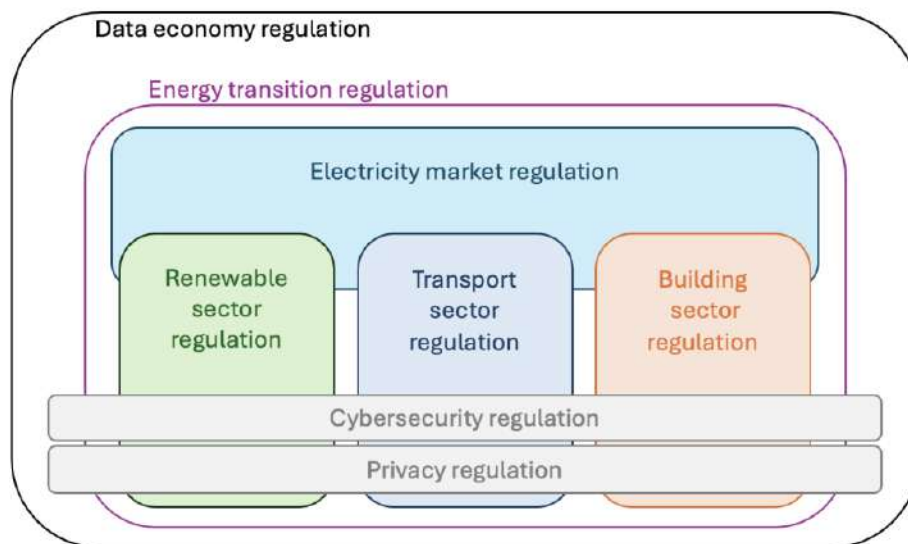 Data economy regulation
Energy transition regulation
Electricity market regulation
Renewable
sector
regulation
Transport
sector
regulation
Building
sector
regulation
Cybersecurity regulation
Privacy regulation